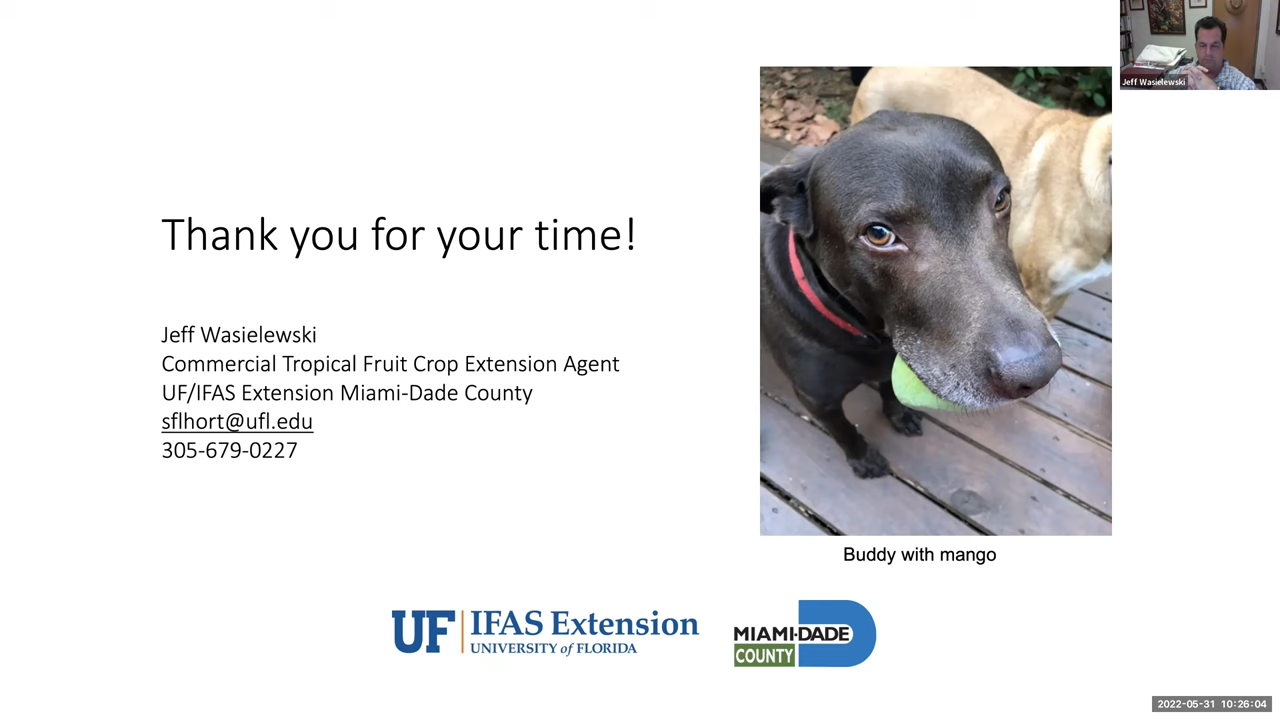 Jeff Wasielewski
Thank you for your time!
Jeff Wasielewski
Commercial Tropical Fruit Crop Extension Agent
UF/IFAS Extension Miami-Dade County
sflhort@ufl.edu
305-679-0227
Buddy with mango
UF IFAS Extension
UNIVERSITY of FLORIDA
MIAMI-DADE
COUNTY
2022-05-31 10:26:04